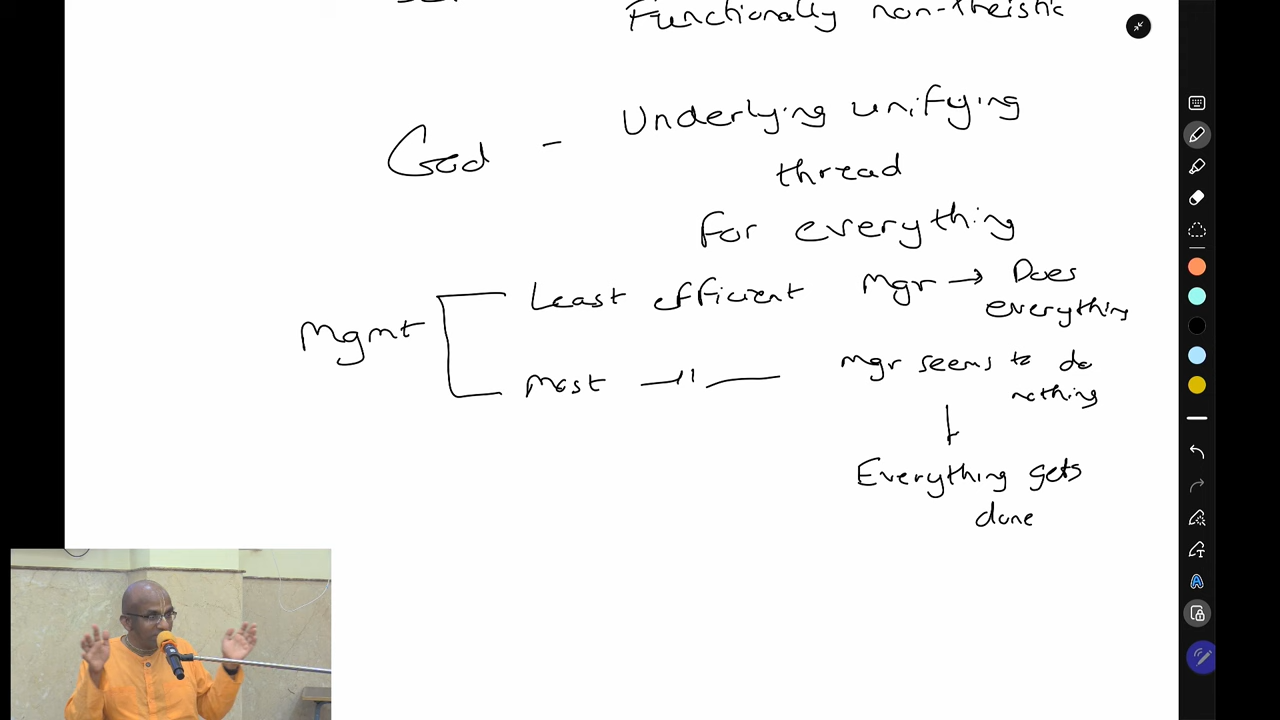 Functionally non-theistic
God - Underlying unifying
thread
for everything
Mgmt
Least efficient Mgr → Does
everything
Most —"— Mgr seems to do
nothing
↓
Everything gets
done